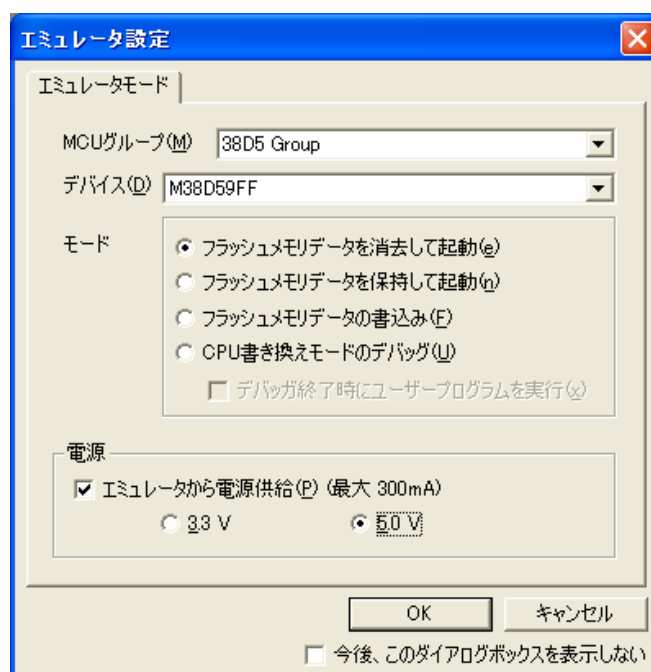 エミュレータ設定
エミュレータモード
MCUグループ(M) 38D5 Group
デバイス(D) M38D59FF
モード
フラッシュメモリデータを消去して起動(e)
フラッシュメモリデータを保持して起動(n)
フラッシュメモリデータの書込み(F)
CPU書き換えモードのデバッグ(U)
デバッガ終了時にユーザープログラムを実行(x)
電源
エミュレータから電源供給(P) (最大 300mA)
3.3 V 5.0 V
OK キャンセル
今後、このダイアログボックスを表示しない